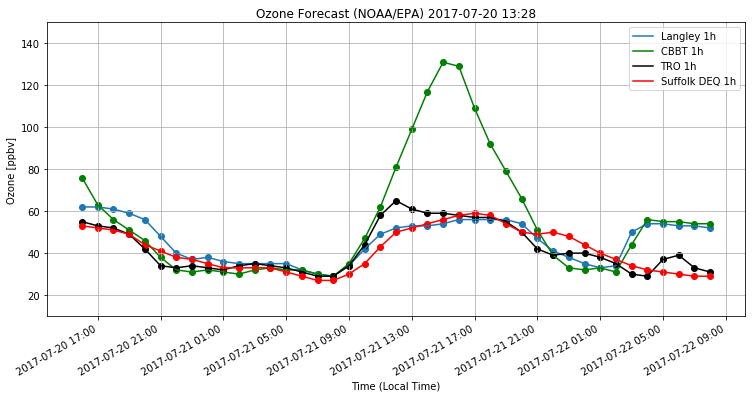 Ozone Forecast (NOAA/EPA) 2017-07-20 13:28
Langley 1h
CBBT 1h
TRO 1h
Suffolk DEQ 1h
140
120
100
80
60
40
20
Ozone [ppbv]
2017-07-20 17:00
2017-07-20 21:00
2017-07-21 01:00
2017-07-21 05:00
2017-07-21 09:00
2017-07-21 13:00
2017-07-21 17:00
2017-07-21 21:00
2017-07-22 01:00
2017-07-22 05:00
2017-07-22 09:00
Time (Local Time)